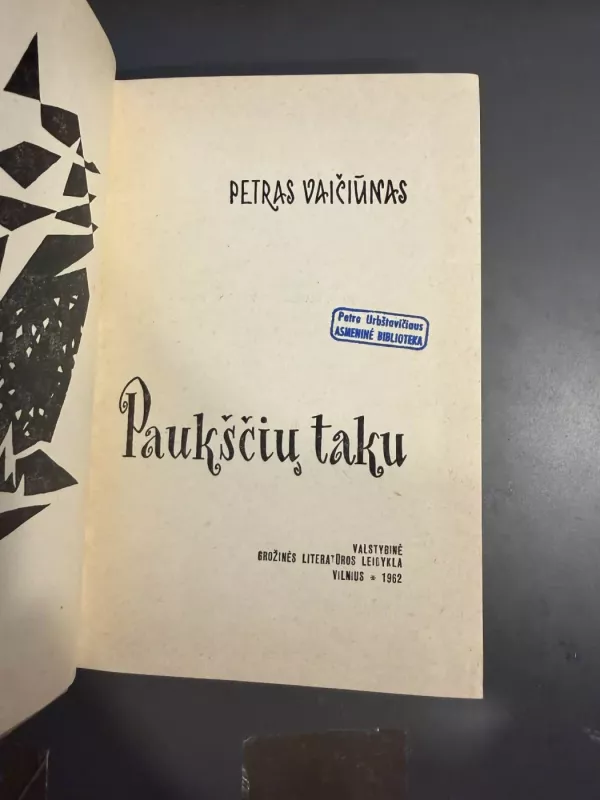 PETRAS VAIČIŪNAS
Petro Urbštavičiaus
ASMENINĖ BIBLIOTEKA
Paukščių taku
VALSTYBINĖ
GROŽINĖS LITERATŪROS LEIDYKLA
VILNIUS * 1962